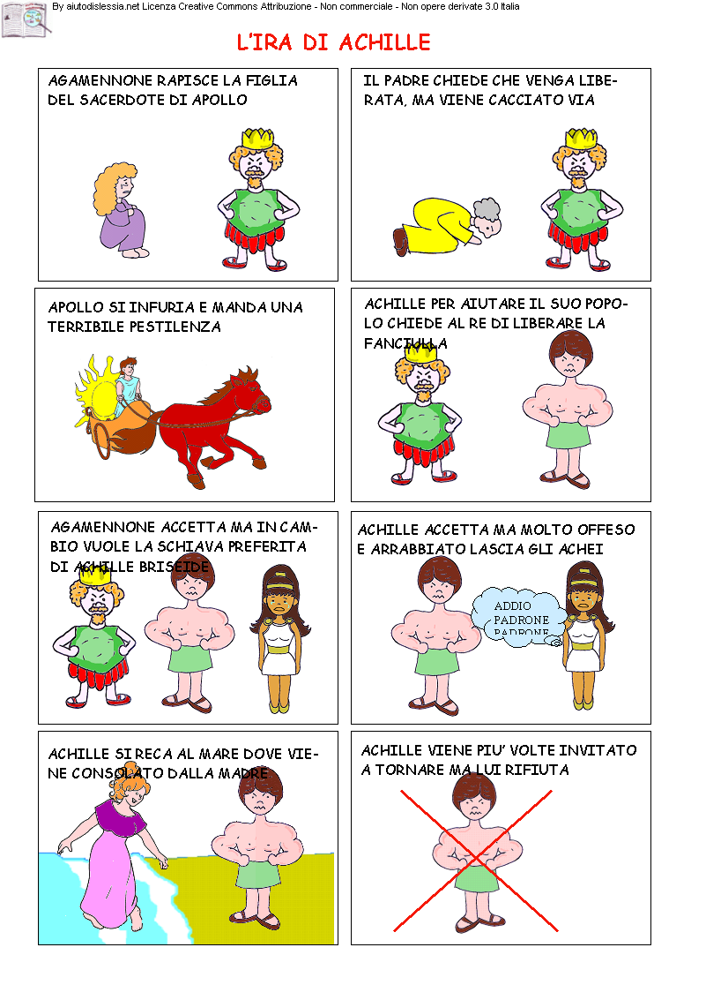 By aiutodislessia.net Licenza Creative Commons Attribuzione - Non commerciale - Non opere derivate 3.0 Italia
L'IRA DI ACHILLE
AGAMENNONE RAPISCE LA FIGLIA
DEL SACERDOTE DI APOLLO
IL PADRE CHIEDE CHE VENGA LIBE-
RATA, MA VIENE CACCIATO VIA
APOLLO SI INFURIA E MANDA UNA
TERRIBILE PESTILENZA
ACHILLE PER AIUTARE IL SUO POPO-
LO CHIEDE AL RE DI LIBERARE LA
FANCIULLA
AGAMENNONE ACCETTA MA IN CAM-
BIO VUOLE LA SCHIAVA PREFERITA
DI ACHILLE BRISEIDE
ACHILLE ACCETTA MA MOLTO OFFESO
E ARRABBIATO LASCIA GLI ACHEI
ADDIO
PADRONE
PADRONE
ACHILLE SI RECA AL MARE DOVE VIE-
NE CONSOLATO DALLA MADRE
ACHILLE VIENE PIU' VOLTE INVITATO
A TORNARE MA LUI RIFIUTA